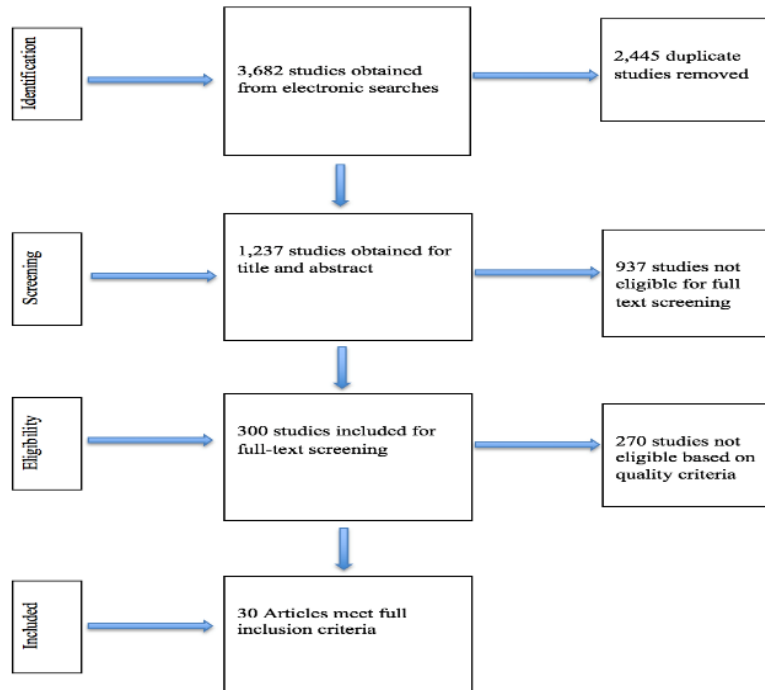 Identification
3,682 studies obtained
from electronic searches
2,445 duplicate
studies removed
Screening
1,237 studies obtained for
title and abstract
937 studies not
eligible for full
text screening
Eligibility
300 studies included for
full-text screening
270 studies not
eligible based on
quality criteria
Included
30 Articles meet full
inclusion criteria